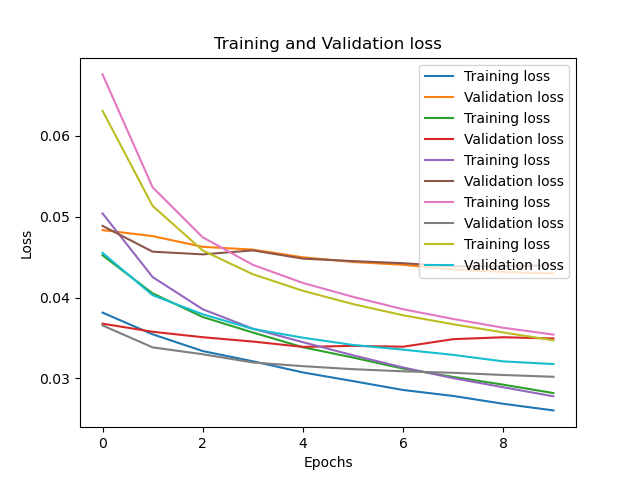 Training and Validation loss
Training loss
Validation loss
Training loss
Validation loss
Training loss
Validation loss
Training loss
Validation loss
Training loss
Validation loss
0.06
0.05
0.04
0.03
Loss
0 2 4 6 8
Epochs